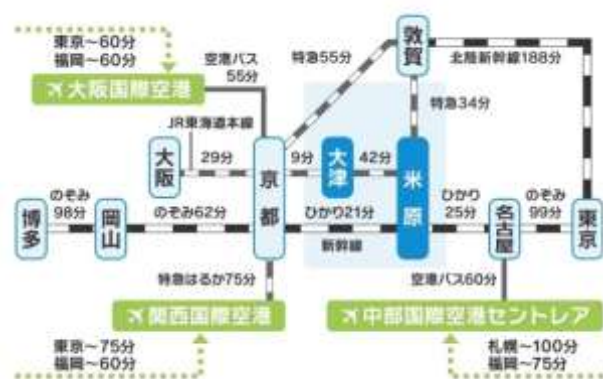 東京～60分
福岡～60分
大阪国際空港
空港バス
55分
特急55分
敦賀
北陸新幹線188分
特急34分
JR東海道本線
大阪
29分
京都
9分
大津
42分
米原
のぞみ
98分
博多
岡山
のぞみ62分
ひかり21分
新幹線
ひかり
25分
名古屋
のぞみ
99分
東京
特急はるか75分
空港バス60分
関西国際空港
中部国際空港セントレア
東京～75分
福岡～60分
札幌～100分
福岡～75分